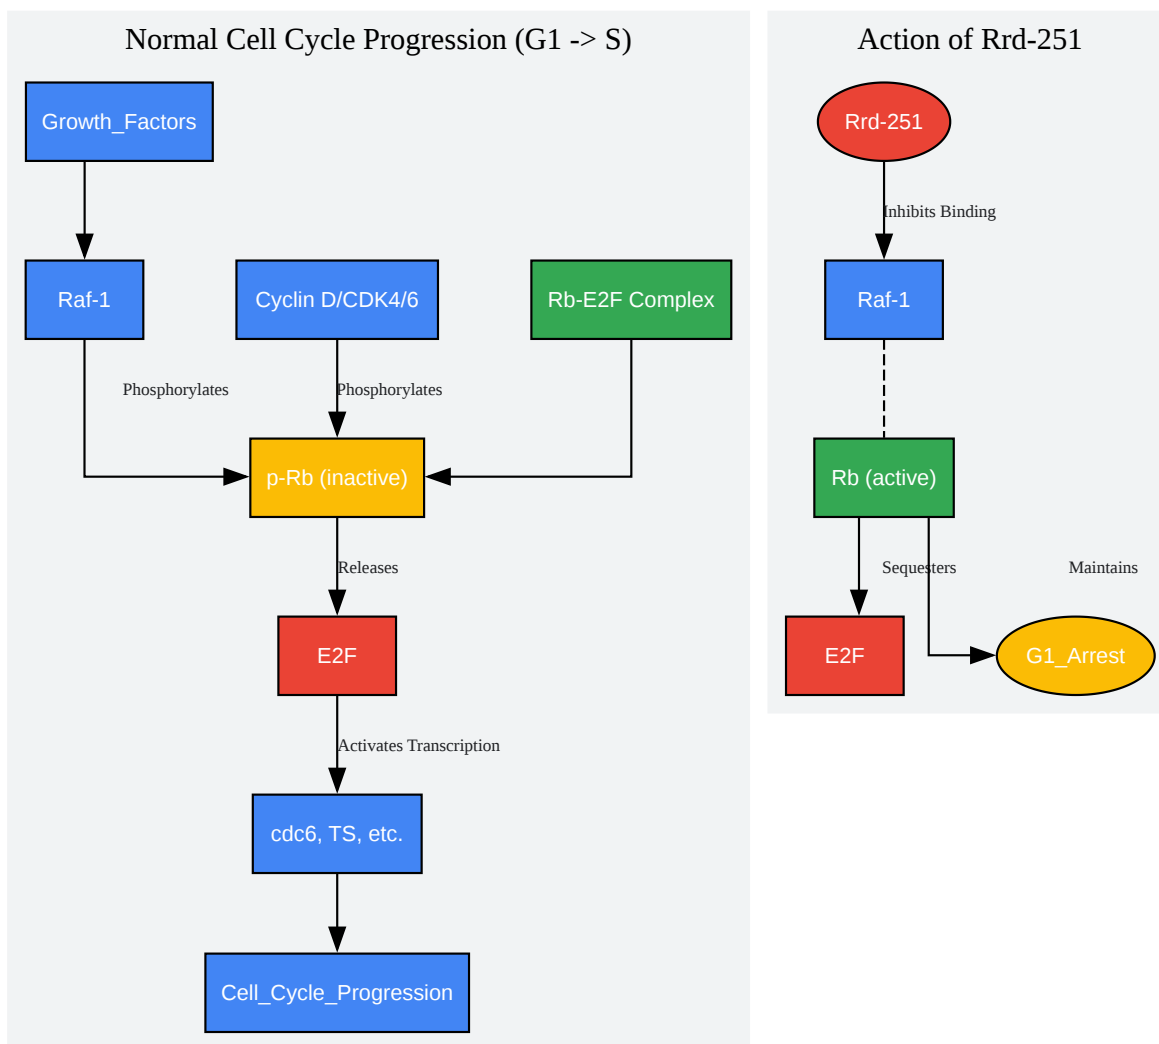 Normal Cell Cycle Progression (G1 -> S)
Growth_Factors
Raf-1
Cyclin D/CDK4/6
Rb-E2F Complex
Phosphorylates
Phosphorylates
p-Rb (inactive)
Releases
E2F
Activates Transcription
cdc6, TS, etc.
Cell_Cycle_Progression
Action of Rrd-251
Rrd-251
Inhibits Binding
Raf-1
Rb (active)
Sequesters
Maintains
E2F
G1_Arrest